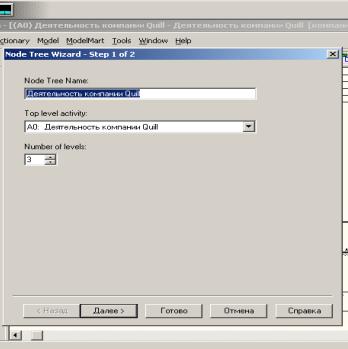 - [(A0) Деятельность компании Quill - Деятельность компании Quill [компани
ctionary Model ModelMart Tools Window Help
Node Tree Wizard - Step 1 of 2
Node Tree Name:
Деятельность компании Quill
Top level activity:
A0: Деятельность компании Quill
Number of levels:
3
< Назад Далее > Готово Отмена Справка